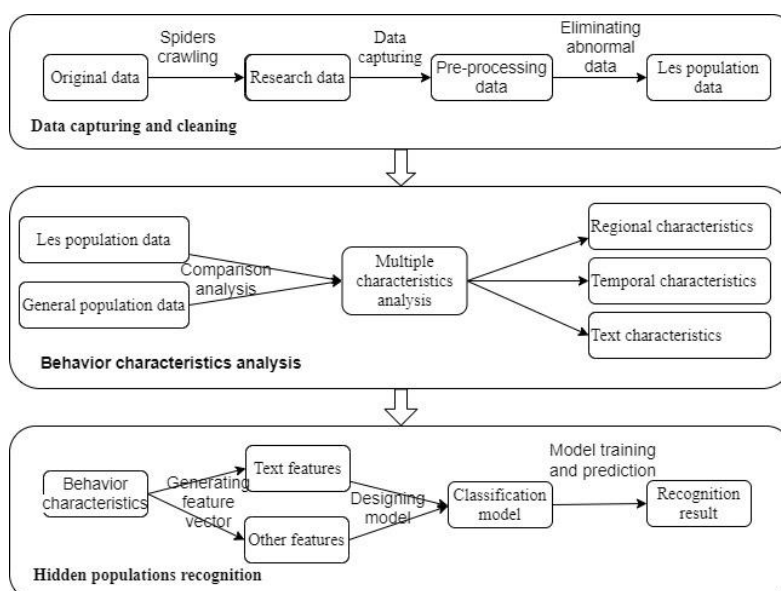 Spiders
crawling
Data
capturing
Eliminating
abnormal
data
Original data
Research data
Pre-processing
data
Les population
data
Data capturing and cleaning
Les population data
General population data
Comparison
analysis
Multiple
characteristics
analysis
Regional characteristics
Temporal characteristics
Text characteristics
Behavior characteristics analysis
Behavior
characteristics
Generating
feature
vector
Text features
Other features
Designing
model
Classification
model
Model training
and prediction
Recognition
result
Hidden populations recognition